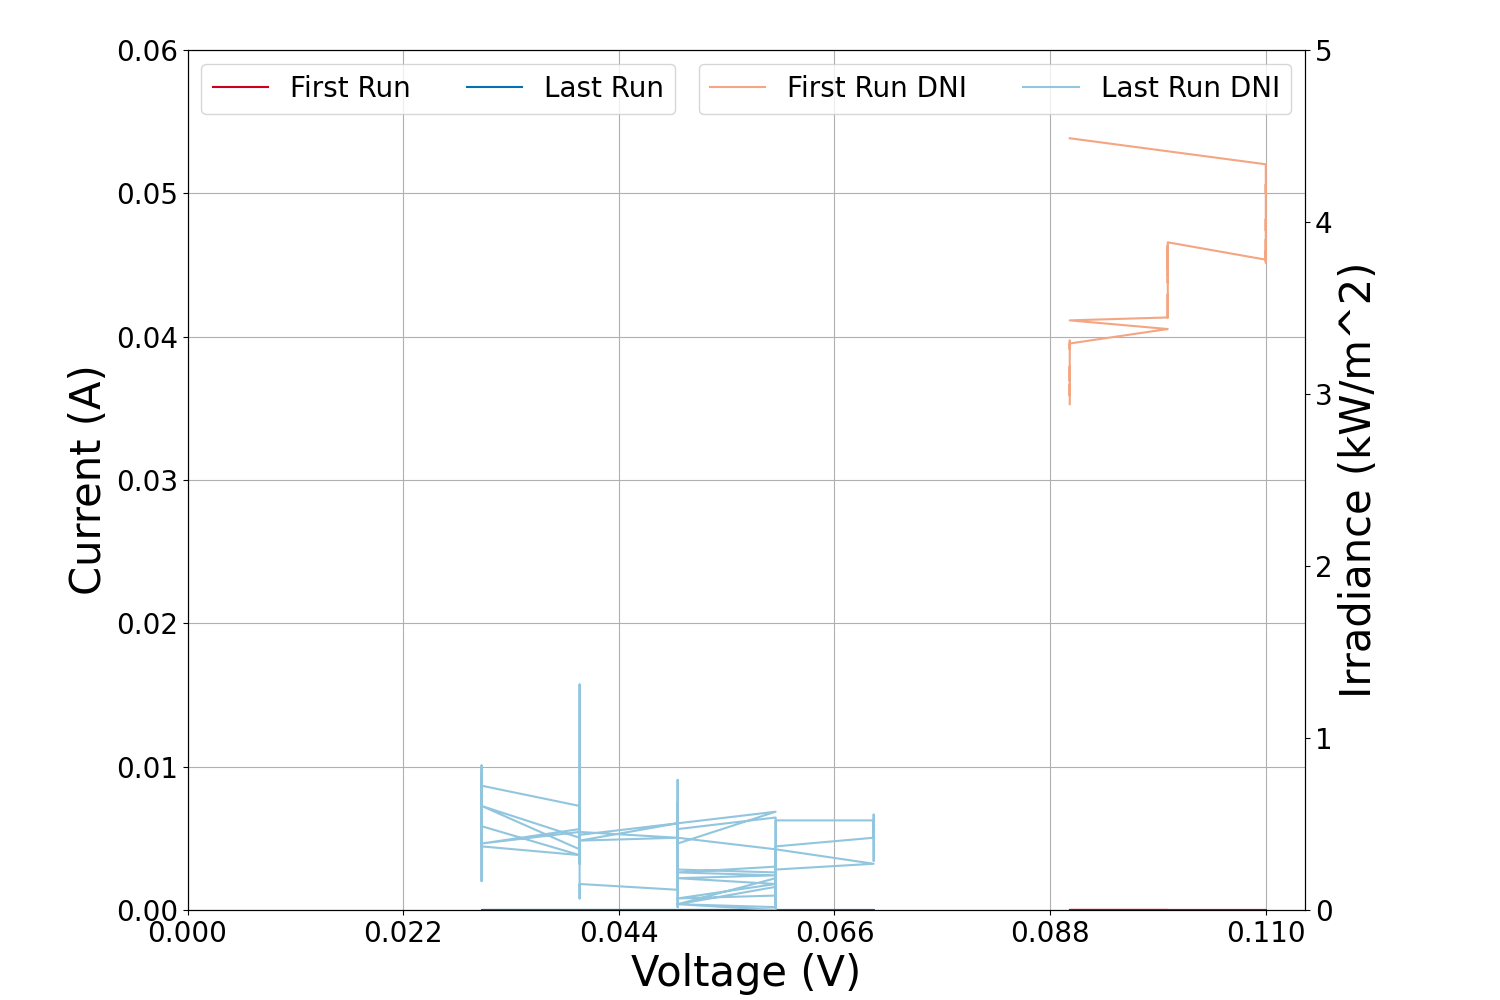 First Run
Last Run
First Run DNI
Last Run DNI
0.06
0.05
0.04
0.03
0.02
0.01
0.00
Current (A)
5
4
3
2
1
0
Irradiance (kW/m^2)
0.000
0.022
0.044
0.066
0.088
0.110
Voltage (V)